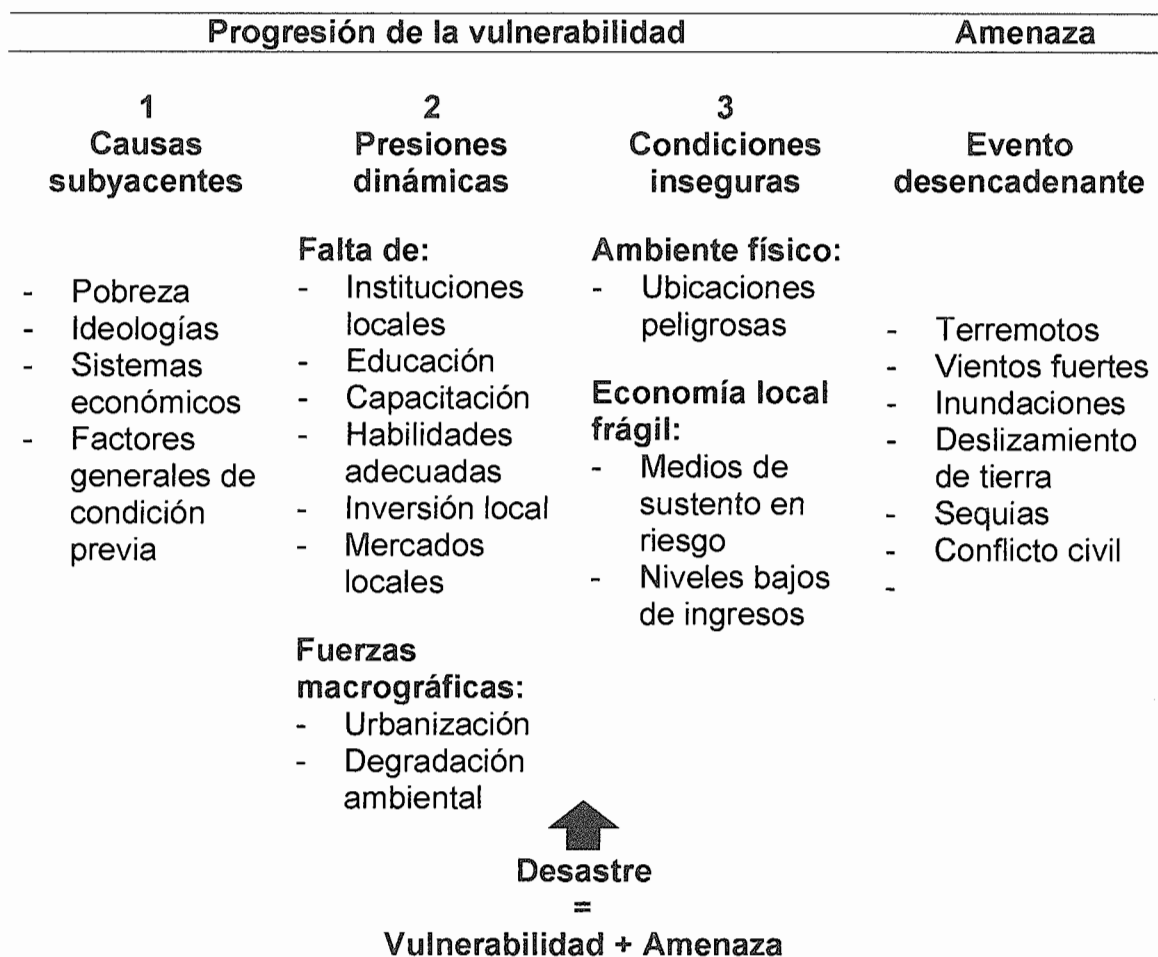 Progresión de la vulnerabilidad
Amenaza
1
Causas
subyacentes
- Pobreza
- Ideologías
- Sistemas
económicos
- Factores
generales de
condición
previa
2
Presiones
dinámicas
Falta de:
- Instituciones
locales
- Educación
- Capacitación
- Habilidades
adecuadas
- Inversión local
- Mercados
locales
Fuerzas
macrográficas:
- Urbanización
- Degradación
ambiental
3
Condiciones
inseguras
Ambiente físico:
- Ubicaciones
peligrosas
Economía local
frágil:
- Medios de
sustento en
riesgo
- Niveles bajos
de ingresos
Evento
desencadenante
- Terremotos
- Vientos fuertes
- Inundaciones
- Deslizamiento
de tierra
- Sequias
- Conflicto civil
-
Desastre
=
Vulnerabilidad + Amenaza